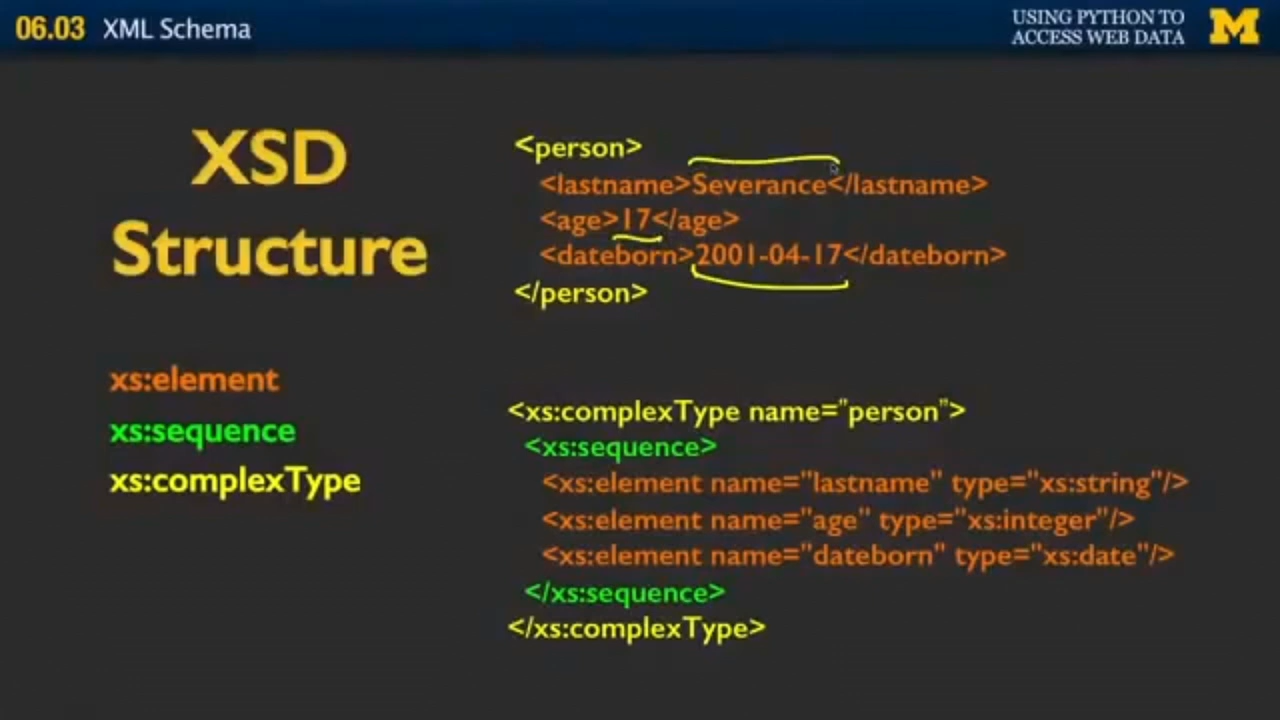 06.03 XML Schema
USING PYTHON TO
ACCESS WEB DATA
M
XSD
Structure
xs:element
xs:sequence
xs:complexType
<person>
<lastname>Severance</lastname>
<age>17</age>
<dateborn>2001-04-17</dateborn>
</person>
<xs:complexType name="person">
<xs:sequence>
<xs:element name="lastname" type="xs:string"/>
<xs:element name="age" type="xs:integer"/>
<xs:element name="dateborn" type="xs:date"/>
</xs:sequence>
</xs:complexType>